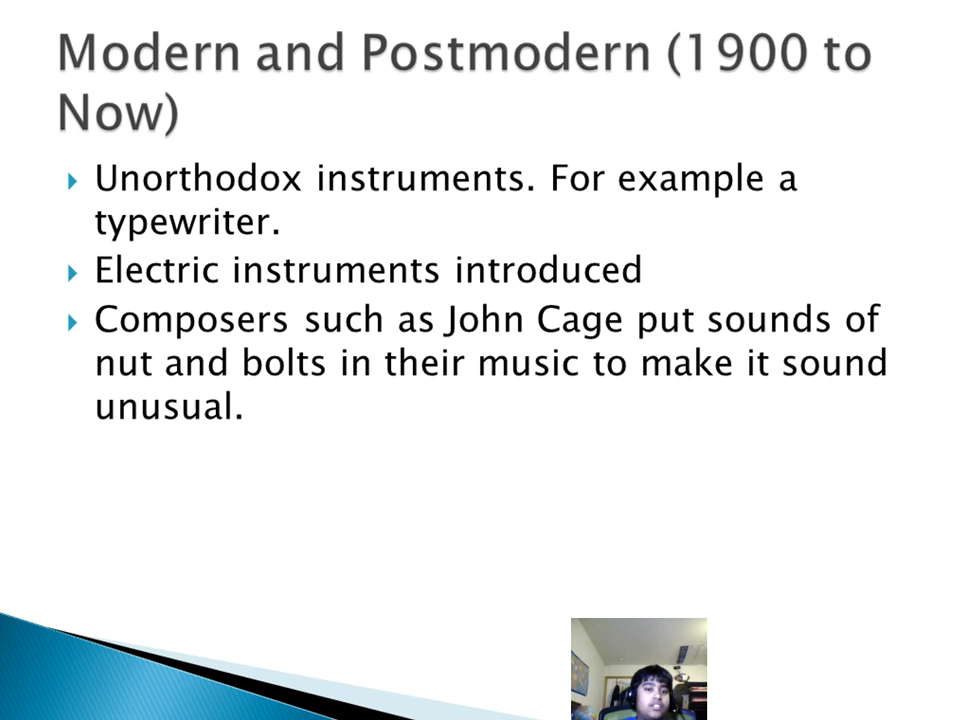 Modern and Postmodern (1900 to
Now)
Unorthodox instruments. For example a
typewriter.
Electric instruments introduced
Composers such as John Cage put sounds of
nut and bolts in their music to make it sound
unusual.